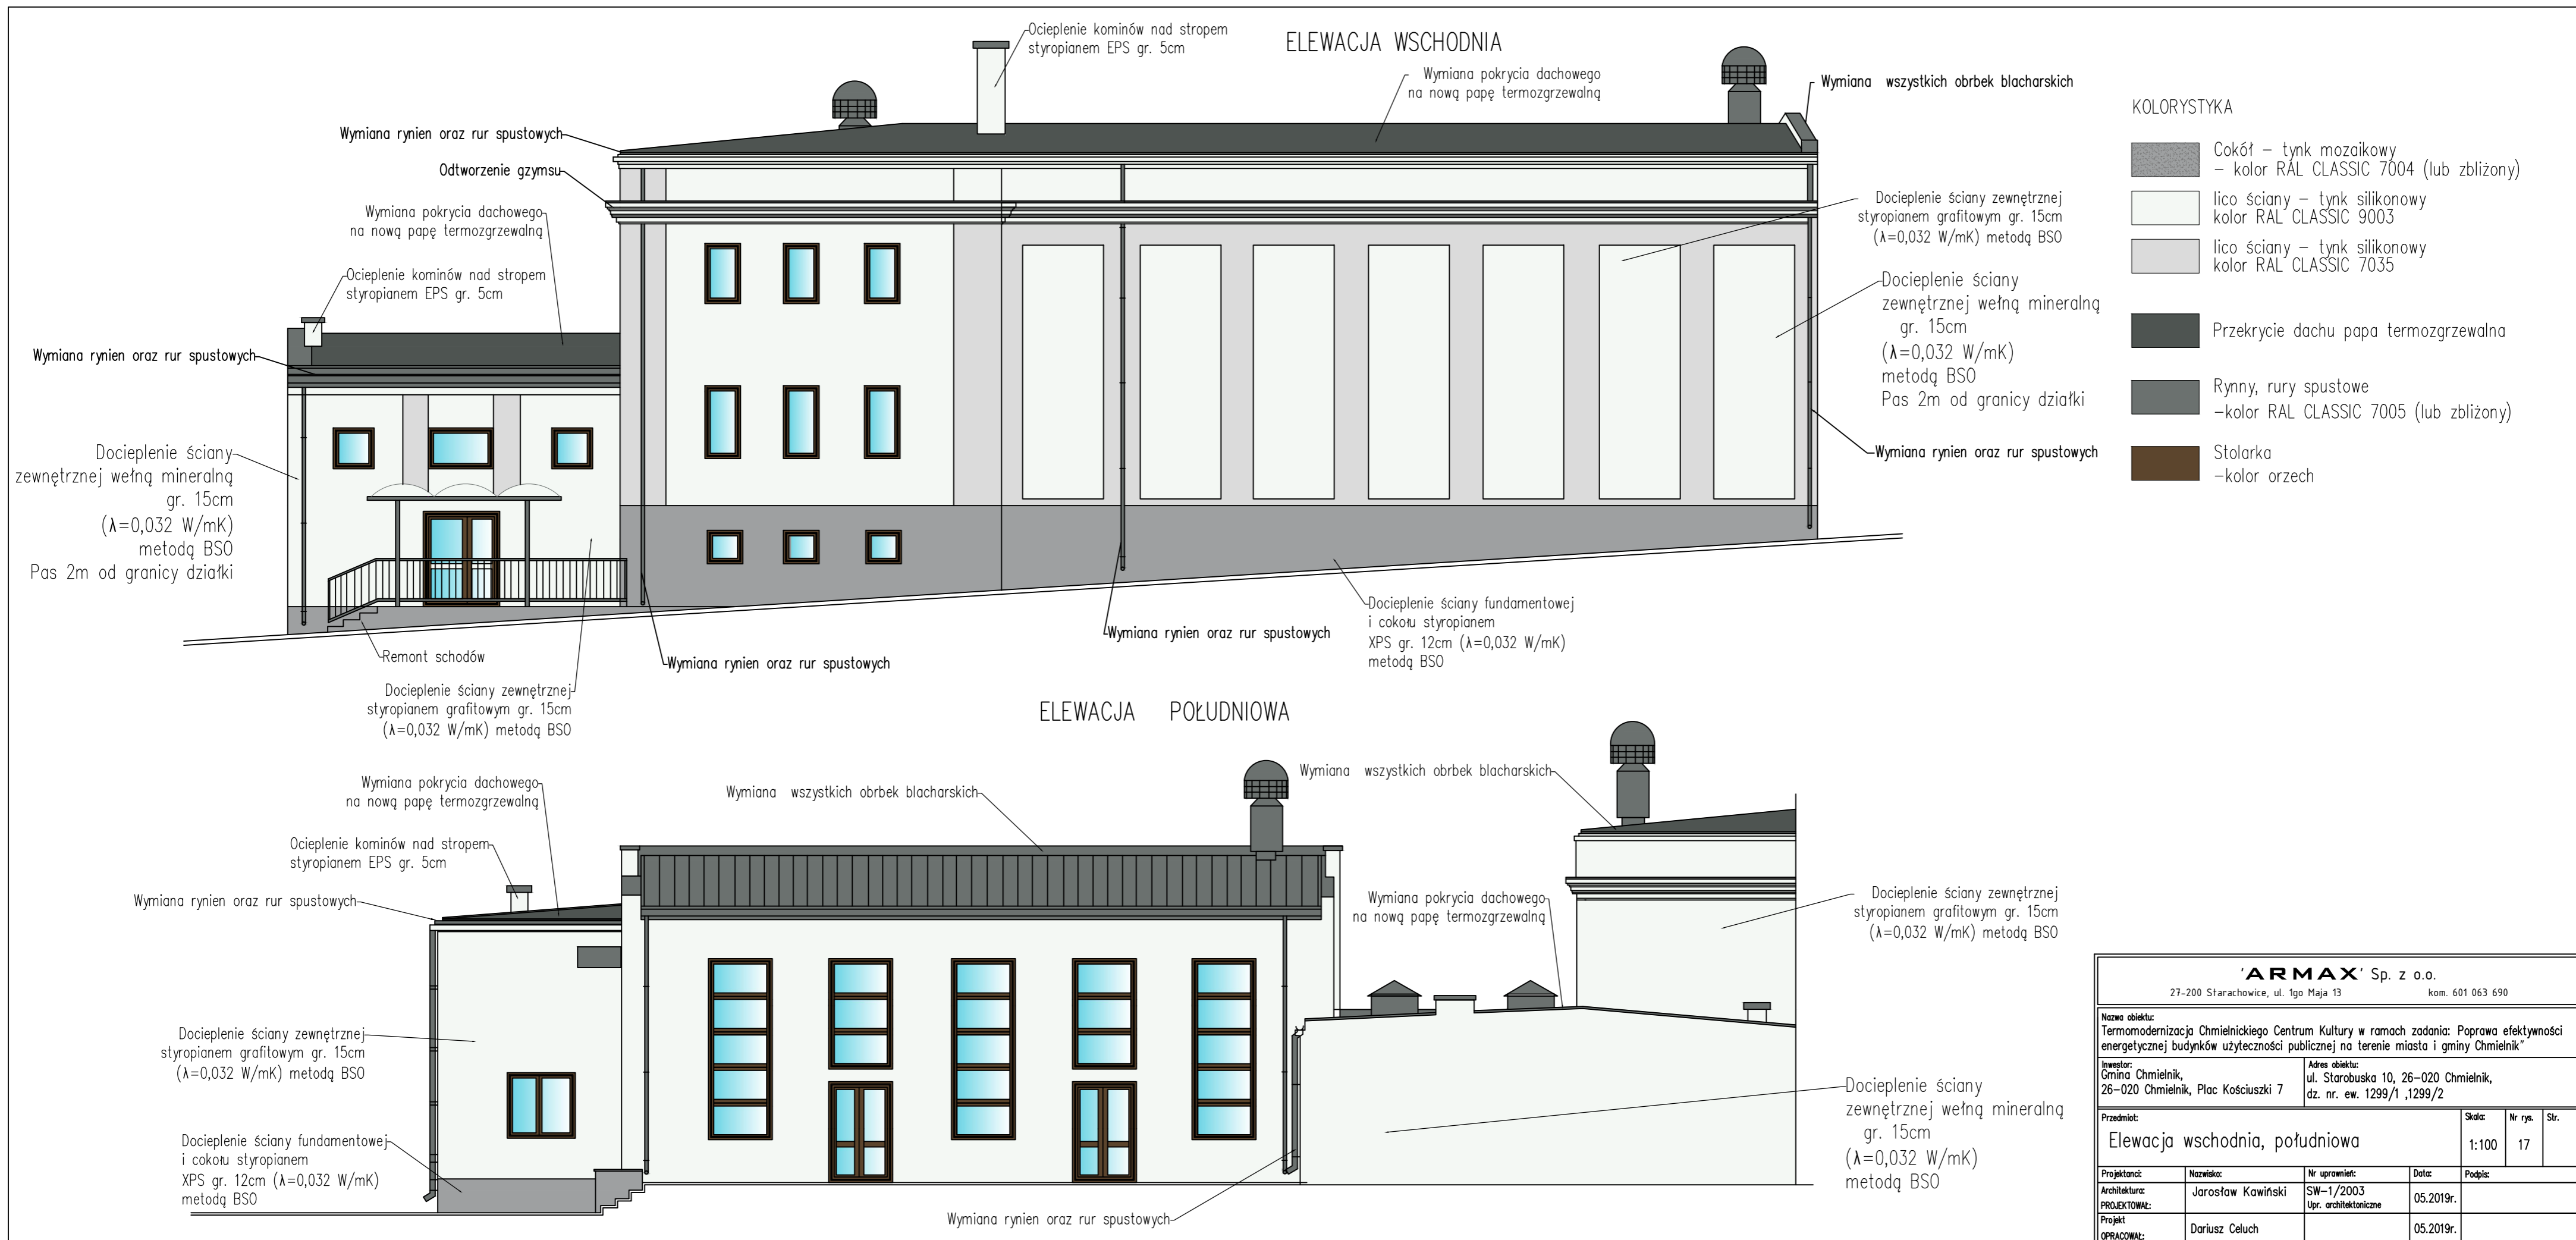 ELEWACJA WSCHODNIA
Ocieplenie kominów nad stropem
styropianem EPS gr. 5cm
Wymiana pokrycia dachowego
na nową papę termozgrzewalną
Wymiana wszystkich obrbek blacharskich
Wymiana rynien oraz rur spustowych
Odtworzenie gzymsu
Wymiana pokrycia dachowego
na nową papę termozgrzewalną
Ocieplenie kominów nad stropem
styropianem EPS gr. 5cm
Wymiana rynien oraz rur spustowych
Docieplenie ściany
zewnętrznej wełną mineralną
gr. 15cm
(λ=0,032 W/mK)
metodą BSO
Pas 2m od granicy działki
Docieplenie ściany zewnętrznej
styropianem grafitowym gr. 15cm
(λ=0,032 W/mK) metodą BSO
Docieplenie ściany
zewnętrznej wełną mineralną
gr. 15cm
(λ=0,032 W/mK)
metodą BSO
Pas 2m od granicy działki
Wymiana rynien oraz rur spustowych
Remont schodów
Docieplenie ściany zewnętrznej
styropianem grafitowym gr. 15cm
(λ=0,032 W/mK) metodą BSO
Wymiana rynien oraz rur spustowych
Wymiana rynien oraz rur spustowych
Docieplenie ściany fundamentowej
i cokołu styropianem
XPS gr. 12cm (λ=0,032 W/mK)
metodą BSO
KOLORYSTYKA
Cokół – tynk mozaikowy
– kolor RAL CLASSIC 7004 (lub zbliżony)
lico ściany – tynk silikonowy
kolor RAL CLASSIC 9003
lico ściany – tynk silikonowy
kolor RAL CLASSIC 7035
Przekrycie dachu papa termozgrzewalna
Rynny, rury spustowe
–kolor RAL CLASSIC 7005 (lub zbliżony)
Stolarka
–kolor orzech
ELEWACJA POŁUDNIOWA
Wymiana pokrycia dachowego
na nową papę termozgrzewalną
Ocieplenie kominów nad stropem
styropianem EPS gr. 5cm
Wymiana rynien oraz rur spustowych
Wymiana wszystkich obrbek blacharskich
Wymiana wszystkich obrbek blacharskich
Wymiana pokrycia dachowego
na nową papę termozgrzewalną
Docieplenie ściany zewnętrznej
styropianem grafitowym gr. 15cm
(λ=0,032 W/mK) metodą BSO
Docieplenie ściany zewnętrznej
styropianem grafitowym gr. 15cm
(λ=0,032 W/mK) metodą BSO
Docieplenie ściany fundamentowej
i cokołu styropianem
XPS gr. 12cm (λ=0,032 W/mK)
metodą BSO
Wymiana rynien oraz rur spustowych
Docieplenie ściany
zewnętrznej wełną mineralną
gr. 15cm
(λ=0,032 W/mK)
metodą BSO
'ARMAX' Sp. z o.o.
27-200 Starachowice, ul. 1go Maja 13 kom. 601 063 690
Nazwa obiektu:
Termomodernizacja Chmielnickiego Centrum Kultury w ramach zadania: Poprawa efektywności
energetycznej budynków użyteczności publicznej na terenie miasta i gminy Chmielnik"
Inwestor:
Gmina Chmielnik,
26-020 Chmielnik, Plac Kościuszki 7
Adres obiektu:
ul. Starobuska 10, 26-020 Chmielnik,
dz. nr. ew. 1299/1 ,1299/2
Przedmiot: Skala: Nr rys. Str.
Elewacja wschodnia, południowa 1:100 17
Projektanci: Nazwisko: Nr uprawnień: Data: Podpis:
Architektura:
PROJEKTOWAŁ:
Jarosław Kawiński
SW-1/2003
Upr. architektoniczne
05.2019r.
Projekt
OPRACOWAŁ:
Dariusz Celuch
05.2019r.